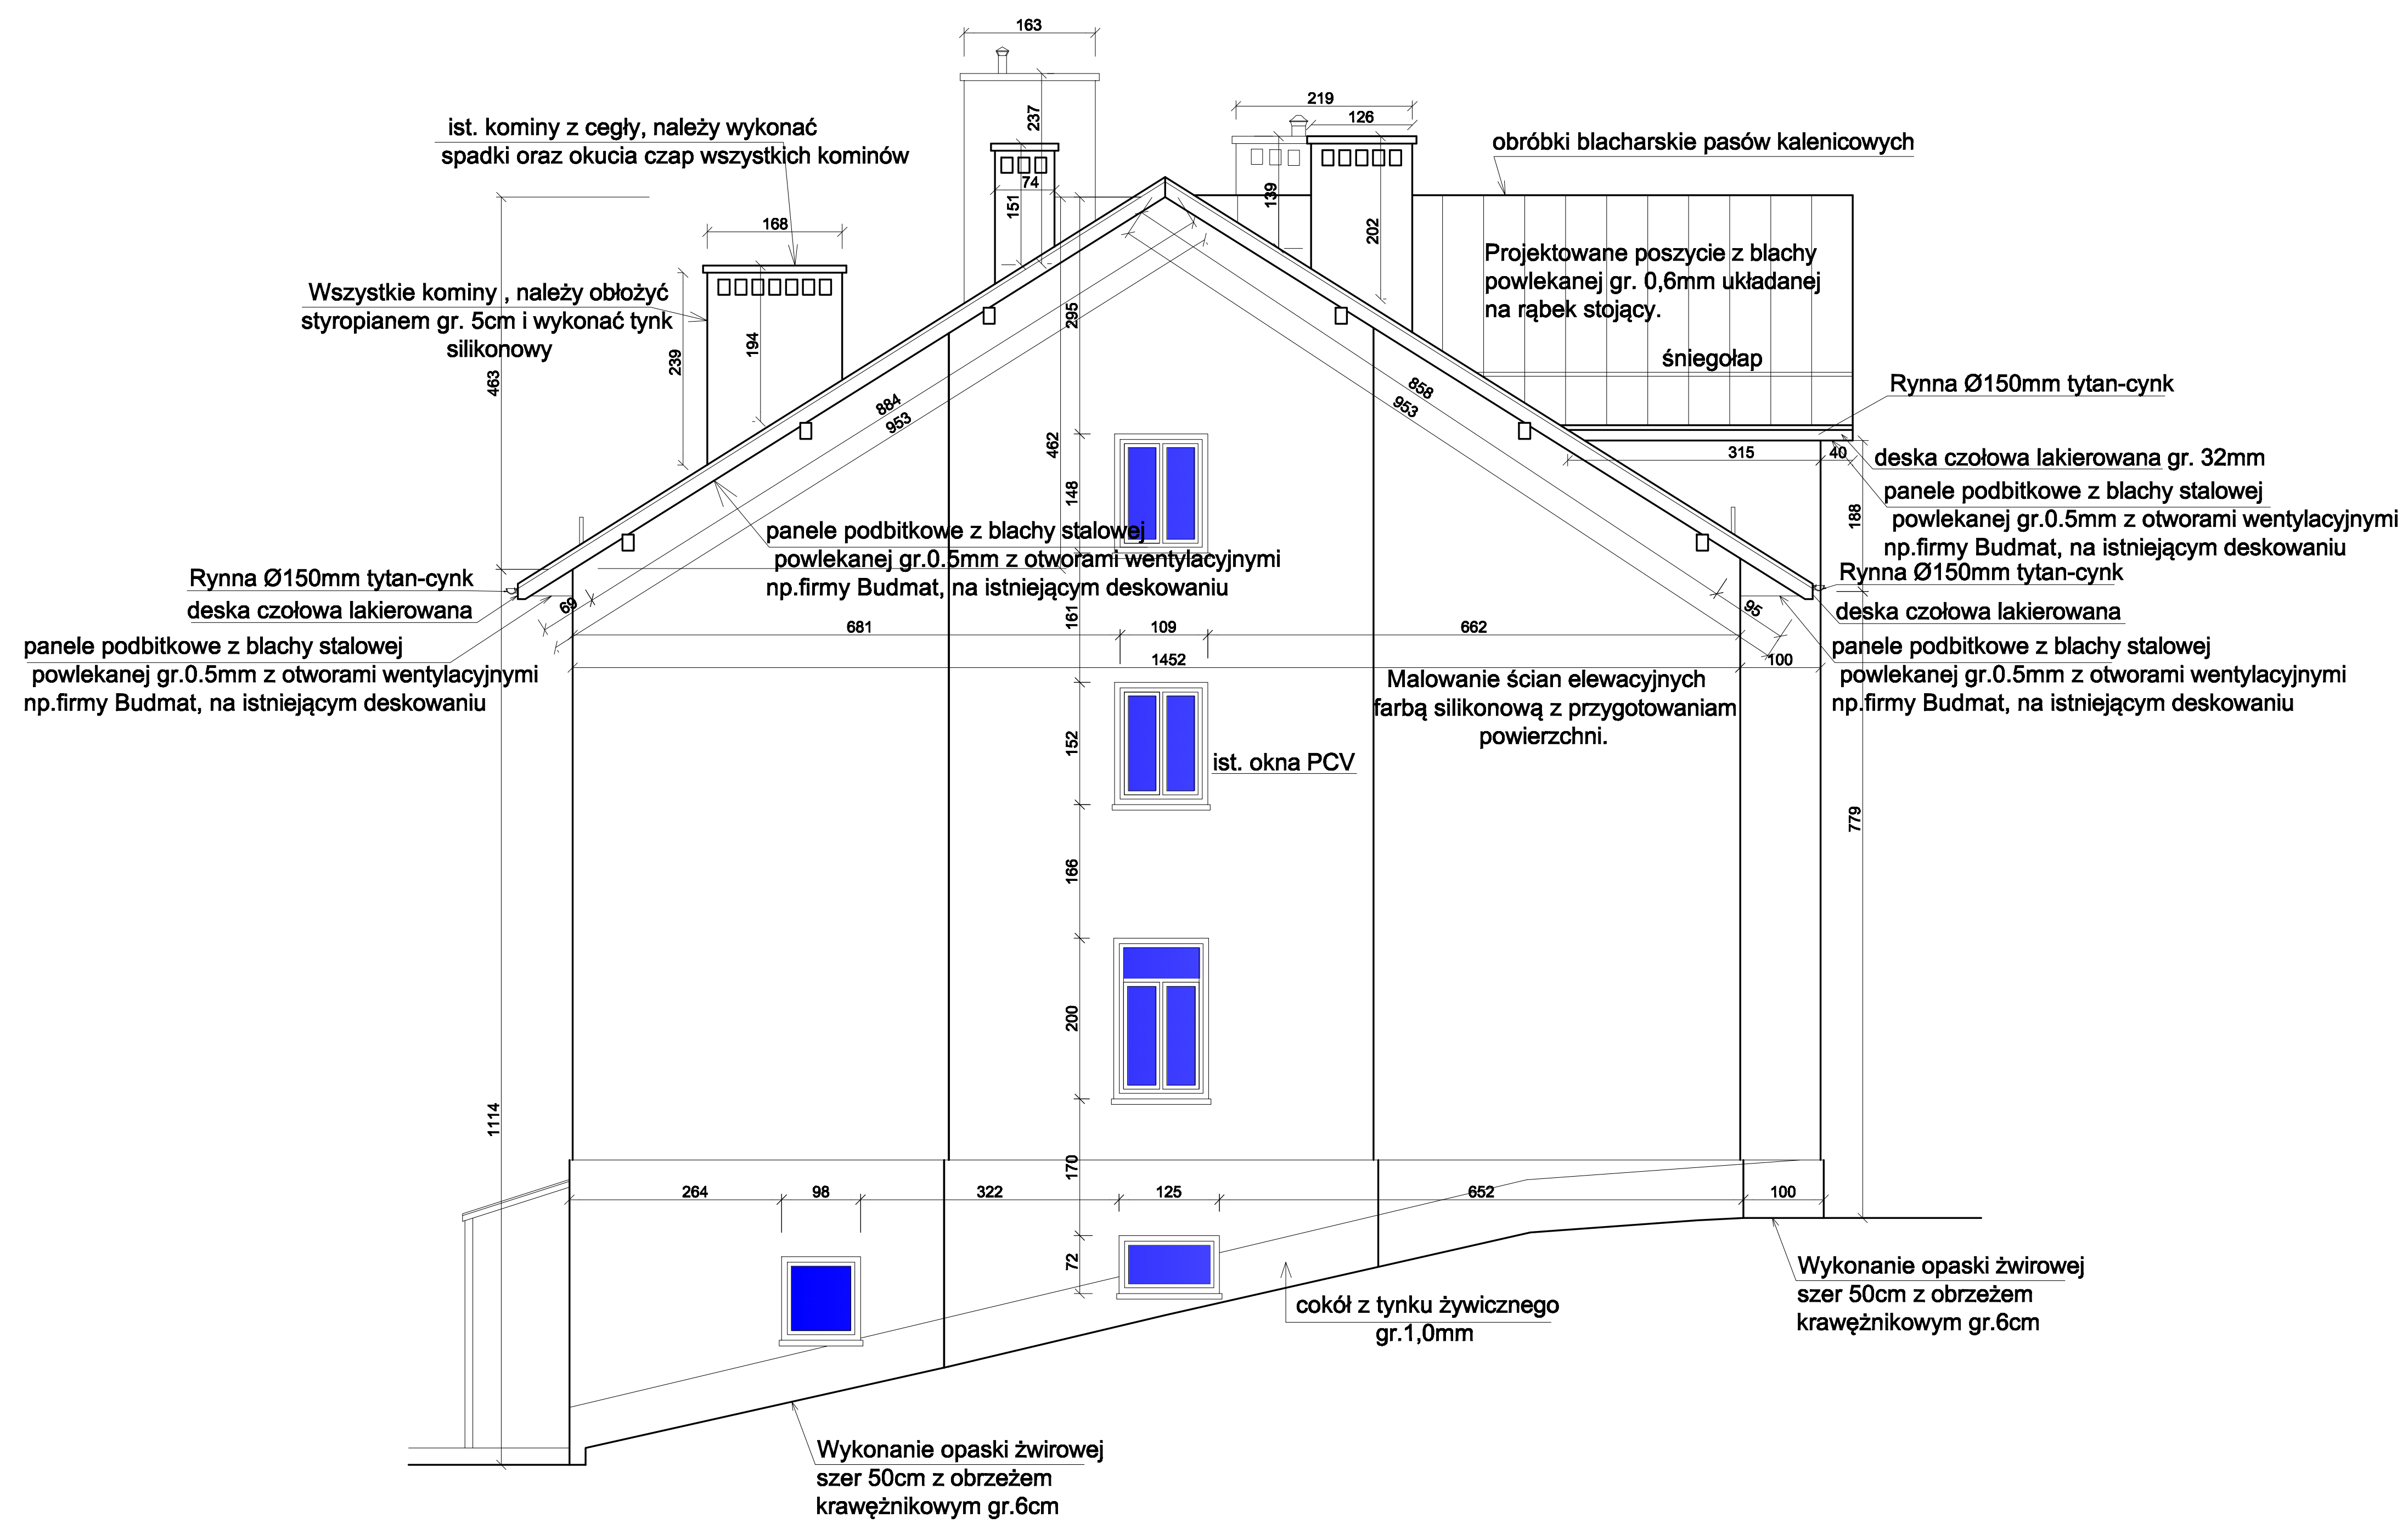 163
219
126
237
ist. kominy z cegły, należy wykonać
spadki oraz okucia czap wszystkich kominów
obróbki blacharskie pasów kalenicowych
74
151
139
202
168
Wszystkie kominy , należy obłożyć
styropianem gr. 5cm i wykonać tynk
silikonowy
239
194
463
295
Projektowane poszycie z blachy
powlekanej gr. 0,6mm układanej
na rąbek stojący.
śniegołap
Rynna Ø150mm tytan-cynk
884
953
858
953
462
315
40
deska czołowa lakierowana gr. 32mm
panele podbitkowe z blachy stalowej
powlekanej gr.0.5mm z otworami wentylacyjnymi
np.firmy Budmat, na istniejącym deskowaniu
148
188
panele podbitkowe z blachy stalowej
powlekanej gr.0.5mm z otworami wentylacyjnymi
np.firmy Budmat, na istniejącym deskowaniu
Rynna Ø150mm tytan-cynk
deska czołowa lakierowana
panele podbitkowe z blachy stalowej
powlekanej gr.0.5mm z otworami wentylacyjnymi
np.firmy Budmat, na istniejącym deskowaniu
Rynna Ø150mm tytan-cynk
deska czołowa lakierowana
panele podbitkowe z blachy stalowej
powlekanej gr.0.5mm z otworami wentylacyjnymi
np.firmy Budmat, na istniejącym deskowaniu
69
95
161
681
109
662
1452
100
Malowanie ścian elewacyjnych
farbą silikonową z przygotowaniam
powierzchni.
152
ist. okna PCV
779
166
200
1114
170
264
98
322
125
652
100
72
cokół z tynku żywicznego
gr.1,0mm
Wykonanie opaski żwirowej
szer 50cm z obrzeżem
krawężnikowym gr.6cm
Wykonanie opaski żwirowej
szer 50cm z obrzeżem
krawężnikowym gr.6cm